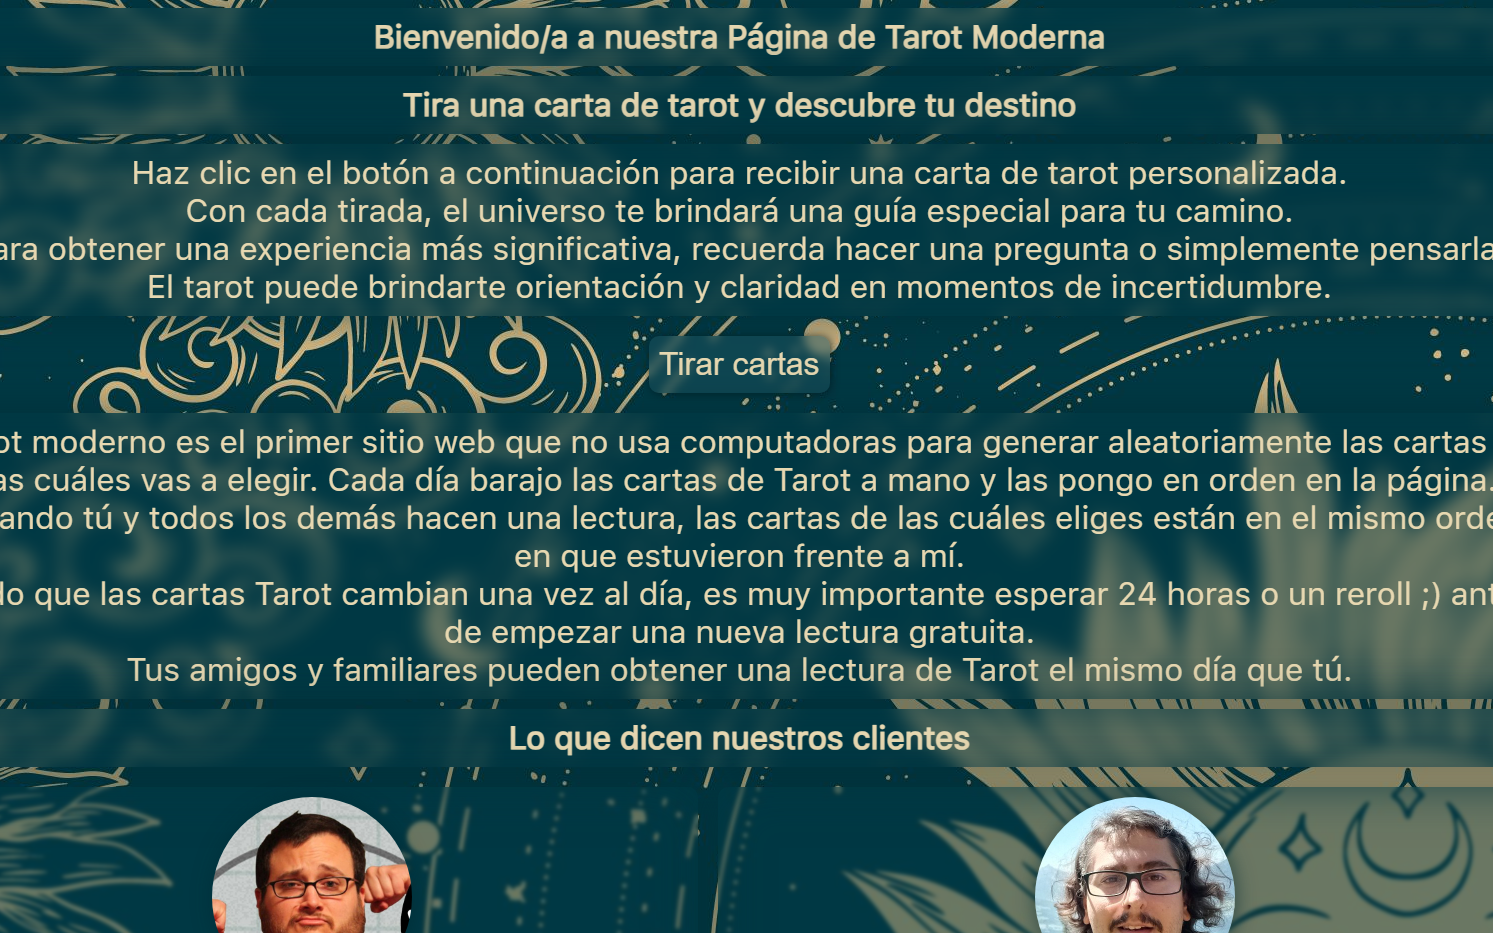 Bienvenido/a a nuestra Página de Tarot Moderna
Tira una carta de tarot y descubre tu destino
Haz clic en el botón a continuación para recibir una carta de tarot personalizada.
Con cada tirada, el universo te brindará una guía especial para tu camino.
ara obtener una experiencia más significativa, recuerda hacer una pregunta o simplemente pensarla
El tarot puede brindarte orientación y claridad en momentos de incertidumbre.
Tirar cartas
ot moderno es el primer sitio web que no usa computadoras para generar aleatoriamente las cartas
as cuáles vas a elegir. Cada día barajo las cartas de Tarot a mano y las pongo en orden en la página.
ando tú y todos los demás hacen una lectura, las cartas de las cuáles eliges están en el mismo orde
en que estuvieron frente a mí.
do que las cartas Tarot cambian una vez al día, es muy importante esperar 24 horas o un reroll ;) ant
de empezar una nueva lectura gratuita.
Tus amigos y familiares pueden obtener una lectura de Tarot el mismo día que tú.
Lo que dicen nuestros clientes